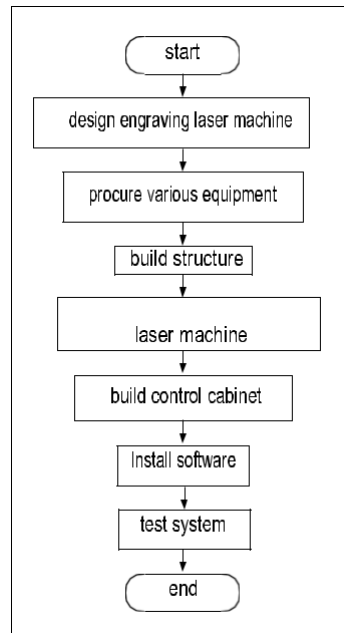 start
design engraving laser machine
procure various equipment
build structure
laser machine
build control cabinet
Install software
test system
end